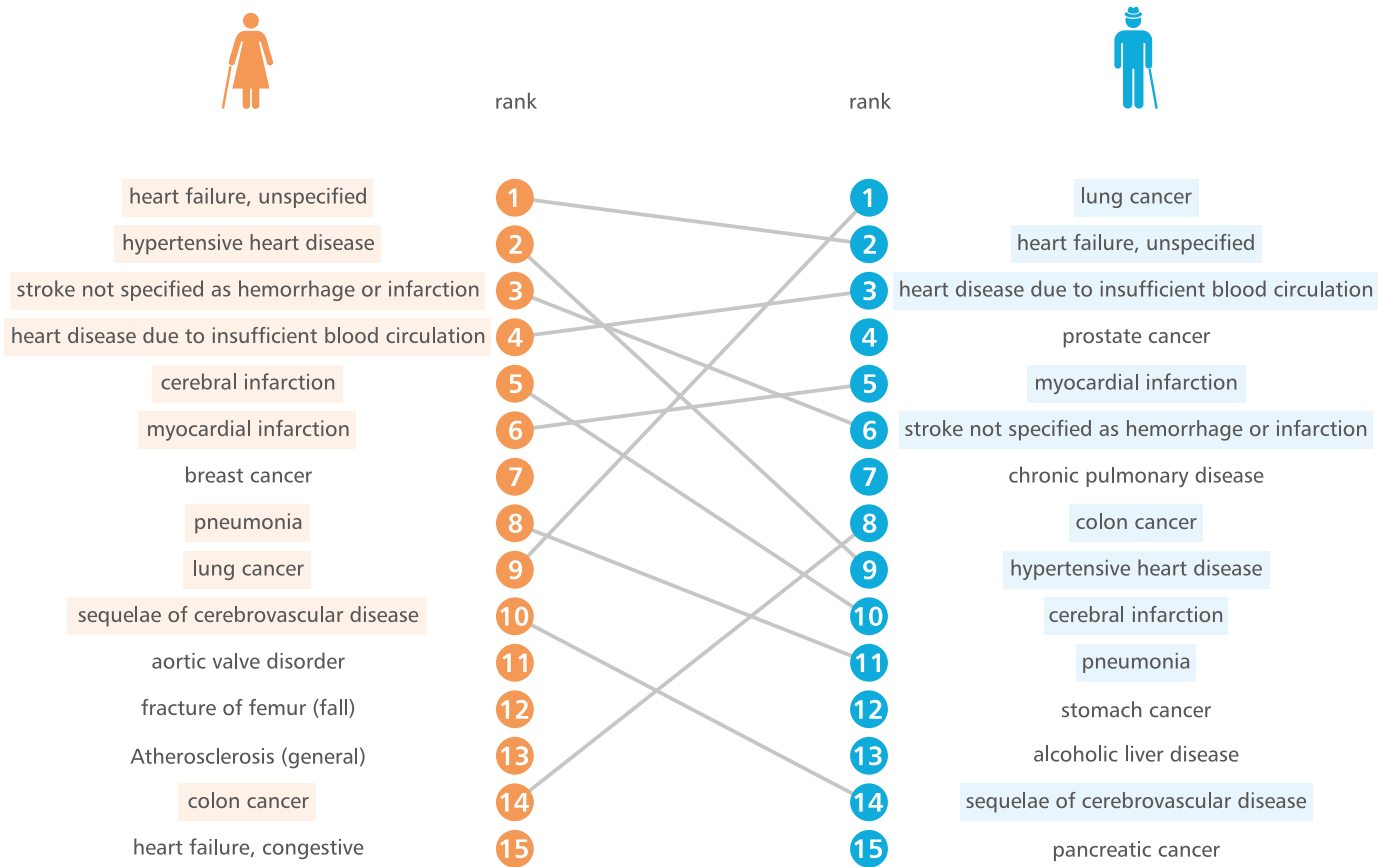 rank rank
heart failure, unspecified 1 1 lung cancer
hypertensive heart disease 2 2 heart failure, unspecified
stroke not specified as hemorrhage or infarction 3 3 heart disease due to insufficient blood circulation
heart disease due to insufficient blood circulation 4 4 prostate cancer
cerebral infarction 5 5 myocardial infarction
myocardial infarction 6 6 stroke not specified as hemorrhage or infarction
breast cancer 7 7 chronic pulmonary disease
pneumonia 8 8 colon cancer
lung cancer 9 9 hypertensive heart disease
sequelae of cerebrovascular disease 10 10 cerebral infarction
aortic valve disorder 11 11 pneumonia
fracture of femur (fall) 12 12 stomach cancer
Atherosclerosis (general) 13 13 alcoholic liver disease
colon cancer 14 14 sequelae of cerebrovascular disease
heart failure, congestive 15 15 pancreatic cancer